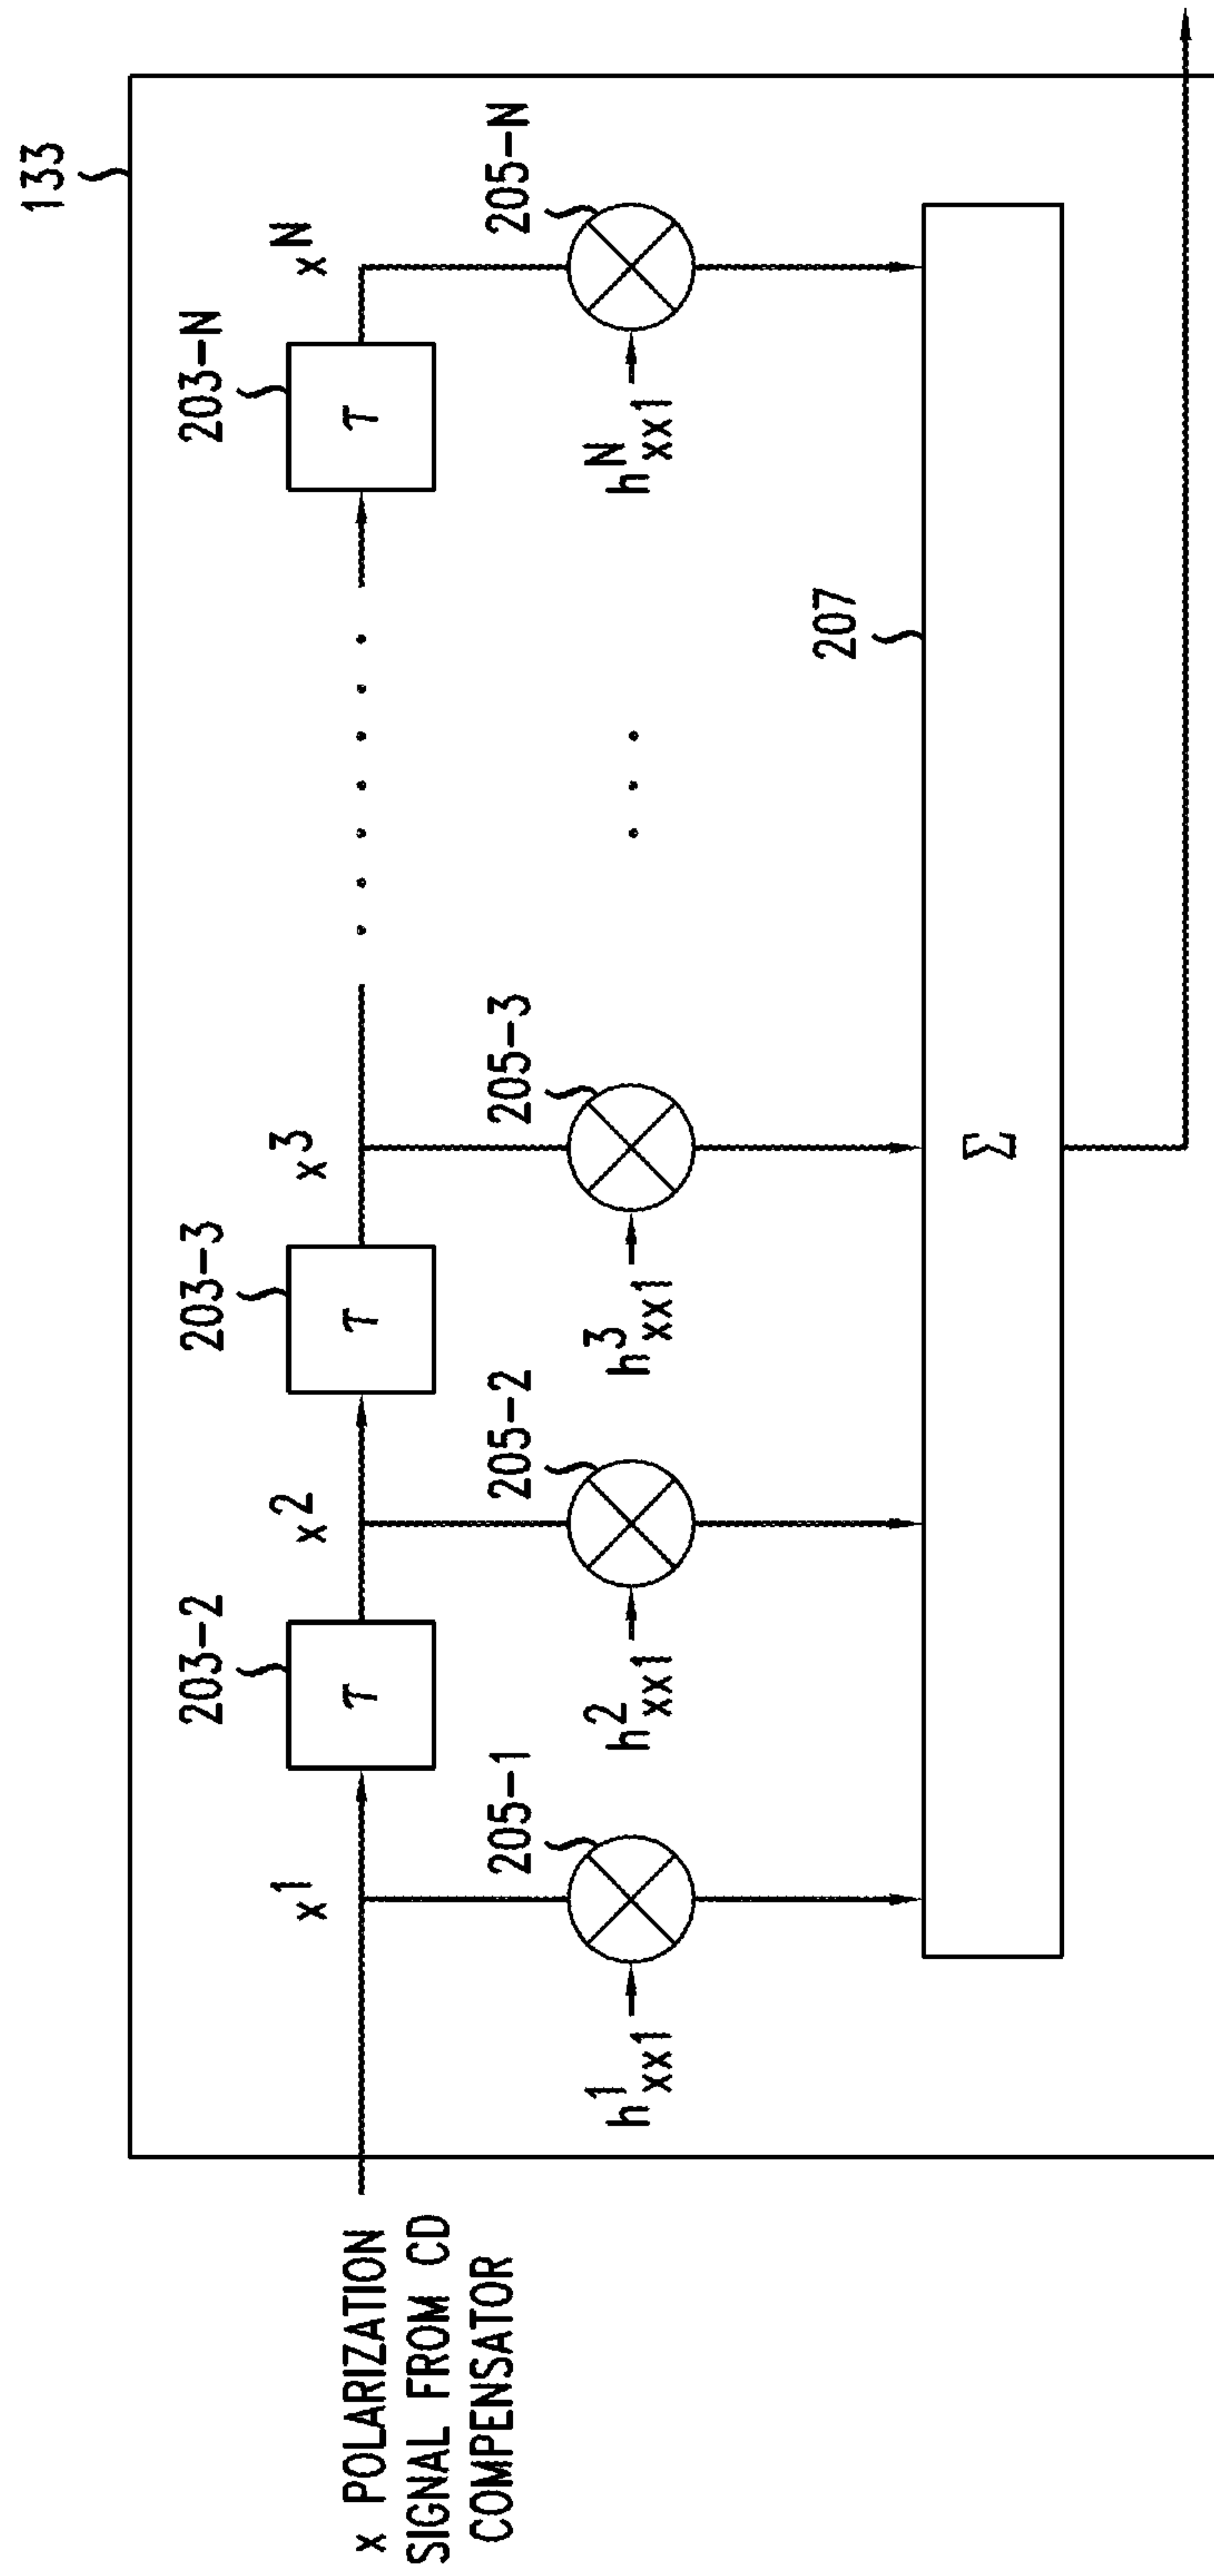 133
x POLARIZATION
SIGNAL FROM CD
COMPENSATOR
x^1
203-2
τ
x^2
203-3
τ
x^3
203-N
τ
x^N
h^1_xx1
205-1
h^2_xx1
205-2
h^3_xx1
205-3
h^N_xx1
205-N
207
Σ